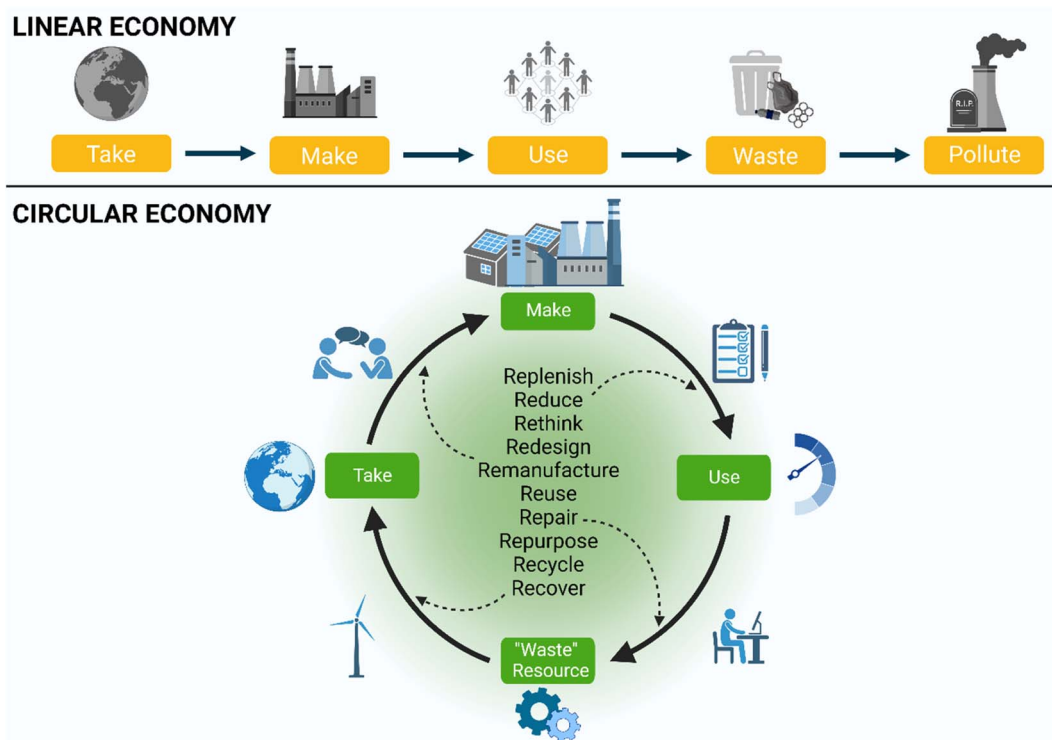 LINEAR ECONOMY
R.I.P.
Take
Make
Use
Waste
Pollute
CIRCULAR ECONOMY
Make
Replenish
Reduce
Rethink
Redesign
Remanufacture
Reuse
Repair
Repurpose
Recycle
Recover
Take
Use
"Waste"
Resource